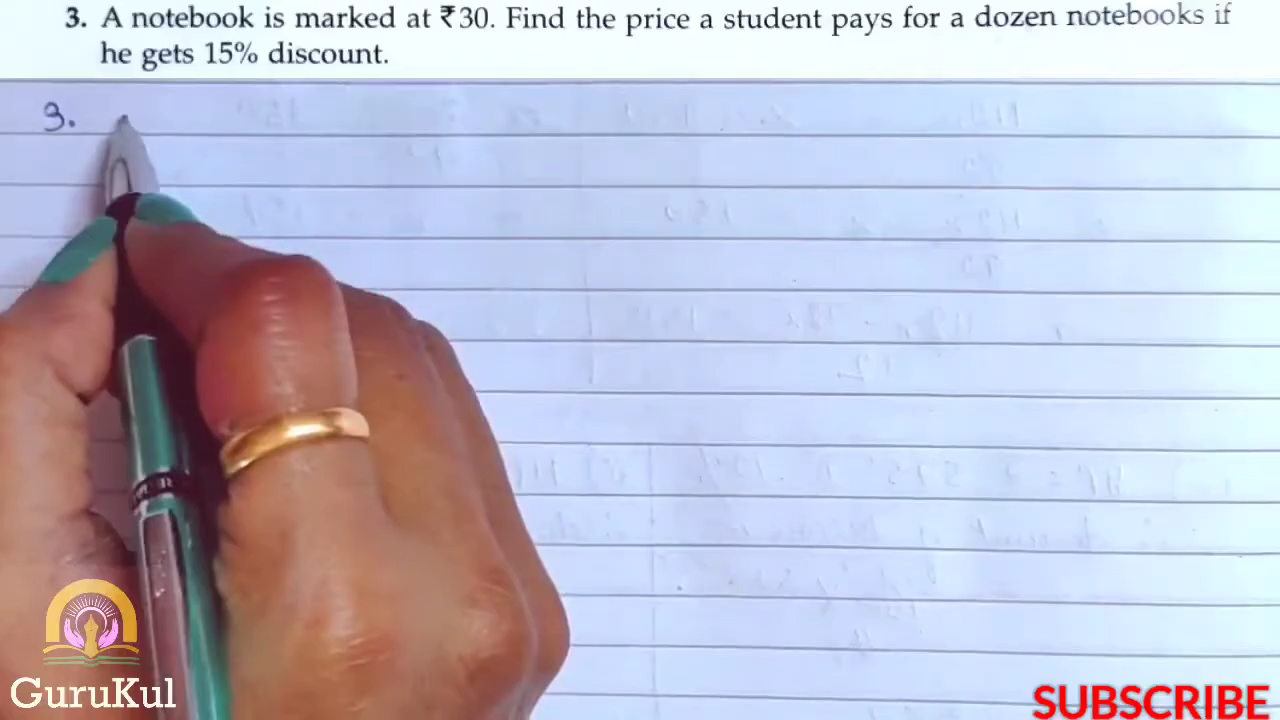 3. A notebook is marked at ₹30. Find the price a student pays for a dozen notebooks if
he gets 15% discount.
3.
GuruKul
SUBSCRIBE